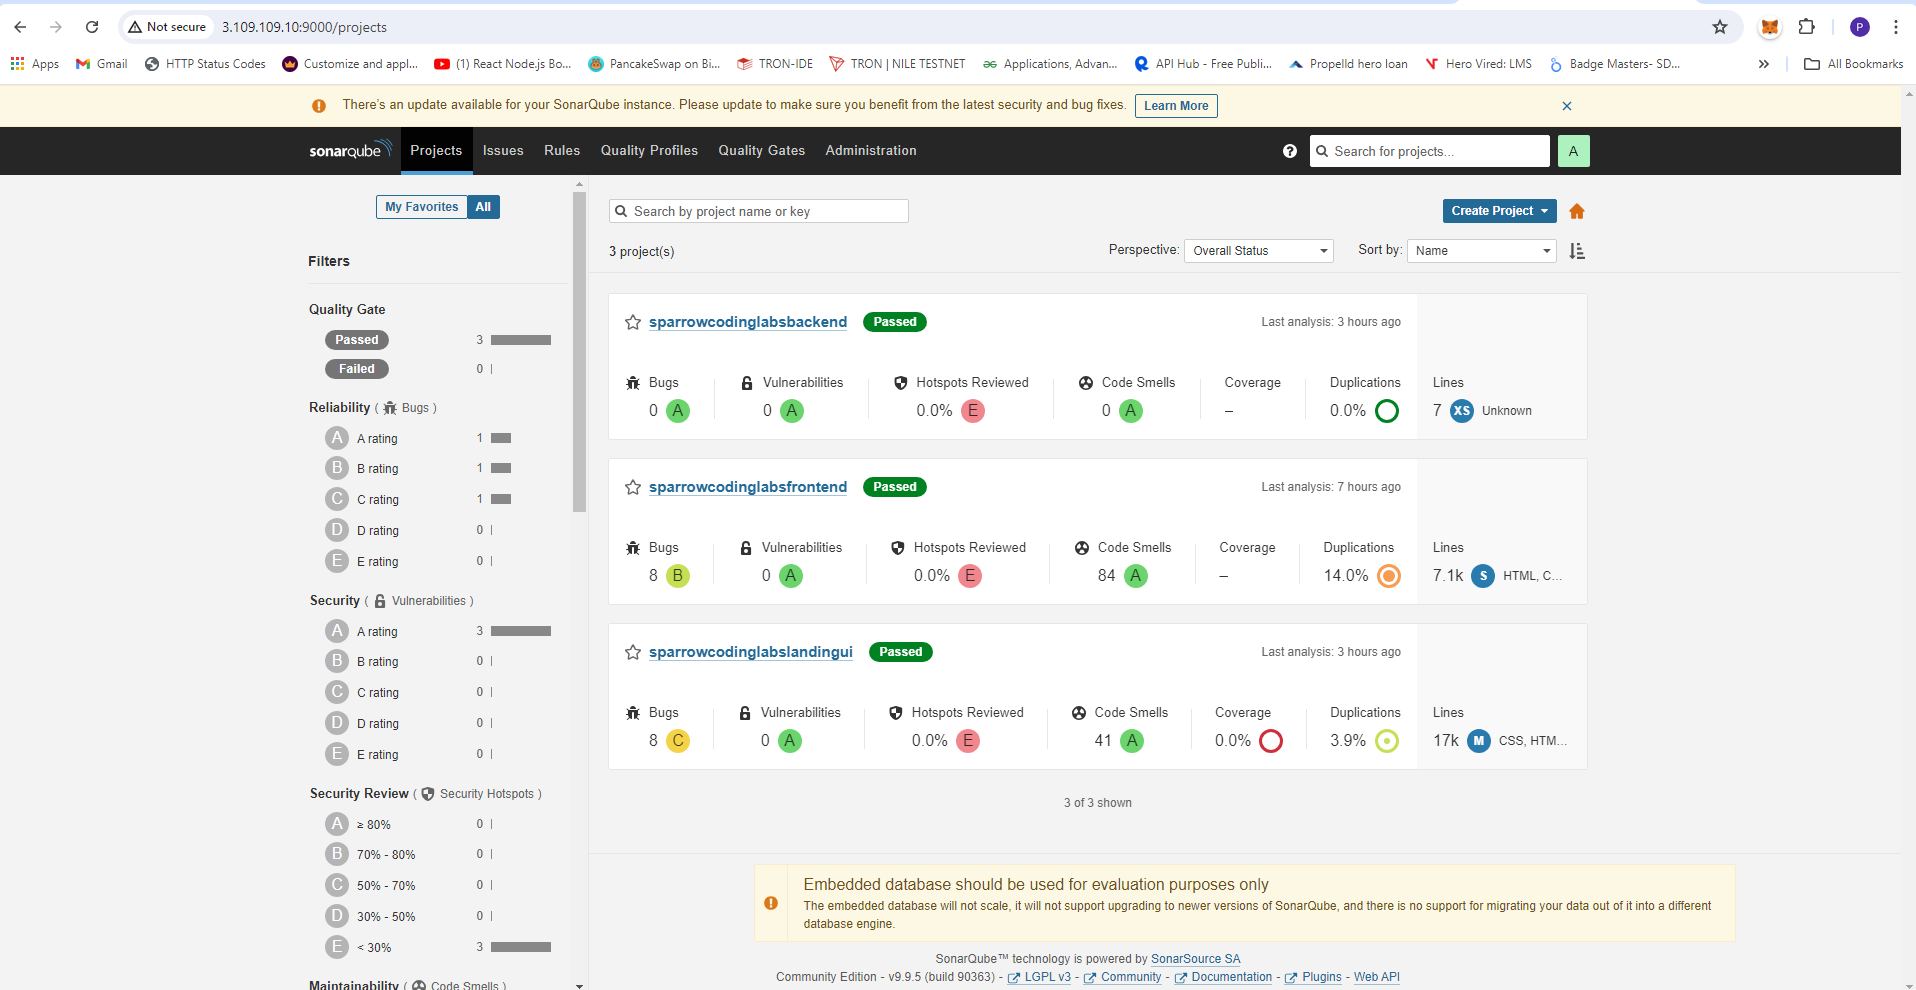 Not secure 3.109.109.10:9000/projects P
Apps Gmail HTTP Status Codes Customize and appl... (1) React Node.js Bo... PancakeSwap on Bi... TRON-IDE TRON | NILE TESTNET Applications, Advan... API Hub - Free Publi... Propelld hero loan Hero Vired: LMS Badge Masters- SD... » All Bookmarks
There's an update available for your SonarQube instance. Please update to make sure you benefit from the latest security and bug fixes. Learn More
sonarqube Projects Issues Rules Quality Profiles Quality Gates Administration Search for projects... A
My Favorites All
Filters
Quality Gate
Passed 3
Failed 0
Reliability ( Bugs )
A A rating 1
B B rating 1
C C rating 1
D D rating 0
E E rating 0
Security ( Vulnerabilities )
A A rating 3
B B rating 0
C C rating 0
D D rating 0
E E rating 0
Security Review ( Security Hotspots )
A ≥ 80% 0
B 70% - 80% 0
C 50% - 70% 0
D 30% - 50% 0
E < 30% 3
Maintainability ( Code Smells )
Search by project name or key Create Project
3 project(s) Perspective: Overall Status Sort by: Name
sparrowcodinglabsbackend Passed Last analysis: 3 hours ago
Bugs Vulnerabilities Hotspots Reviewed Code Smells Coverage Duplications Lines
0 A 0 A 0.0% E 0 A – 0.0% 7 XS Unknown
sparrowcodinglabsfrontend Passed Last analysis: 7 hours ago
Bugs Vulnerabilities Hotspots Reviewed Code Smells Coverage Duplications Lines
8 B 0 A 0.0% E 84 A – 14.0% 7.1k S HTML, C...
sparrowcodinglabslandingui Passed Last analysis: 3 hours ago
Bugs Vulnerabilities Hotspots Reviewed Code Smells Coverage Duplications Lines
8 C 0 A 0.0% E 41 A 0.0% 3.9% 17k M CSS, HTM...
3 of 3 shown
Embedded database should be used for evaluation purposes only
The embedded database will not scale, it will not support upgrading to newer versions of SonarQube, and there is no support for migrating your data out of it into a different
database engine.
SonarQube™ technology is powered by SonarSource SA
Community Edition - v9.9.5 (build 90363) - LGPL v3 - Community - Documentation - Plugins - Web API